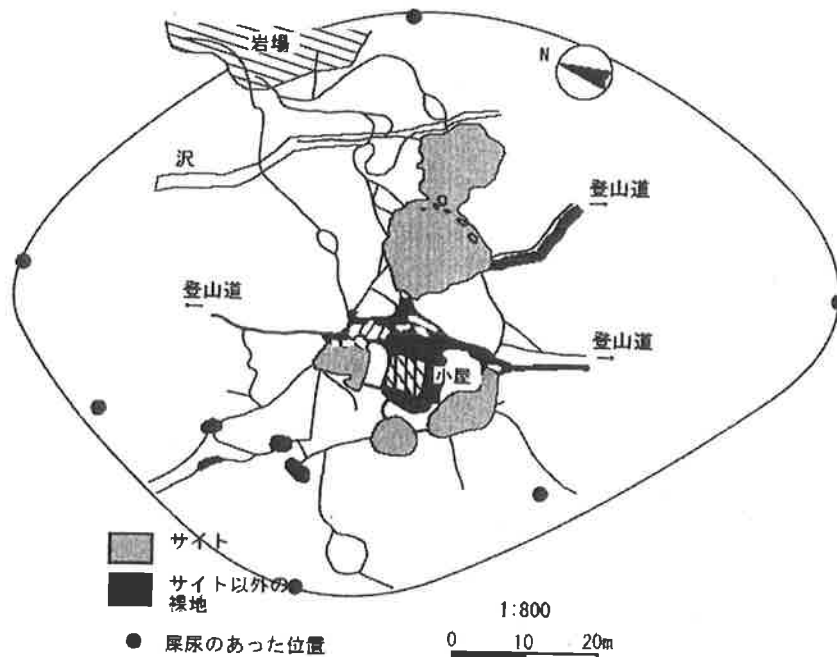 岩場
N
沢
登山道
登山道
登山道
小屋
サイト
サイト以外の
裸地
屎尿のあった位置
1:800
0 10 20m